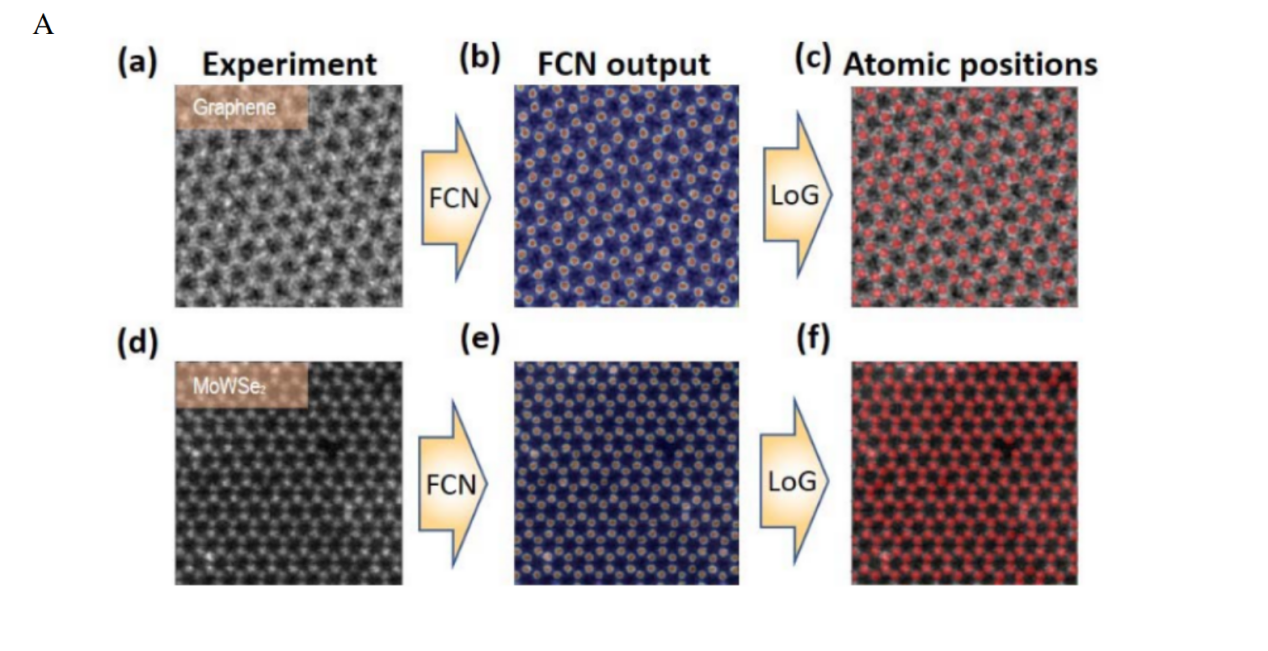 A
(a) Experiment (b) FCN output (c) Atomic positions
Graphene
FCN LoG
(d) (e) (f)
MoWSe₂
FCN LoG